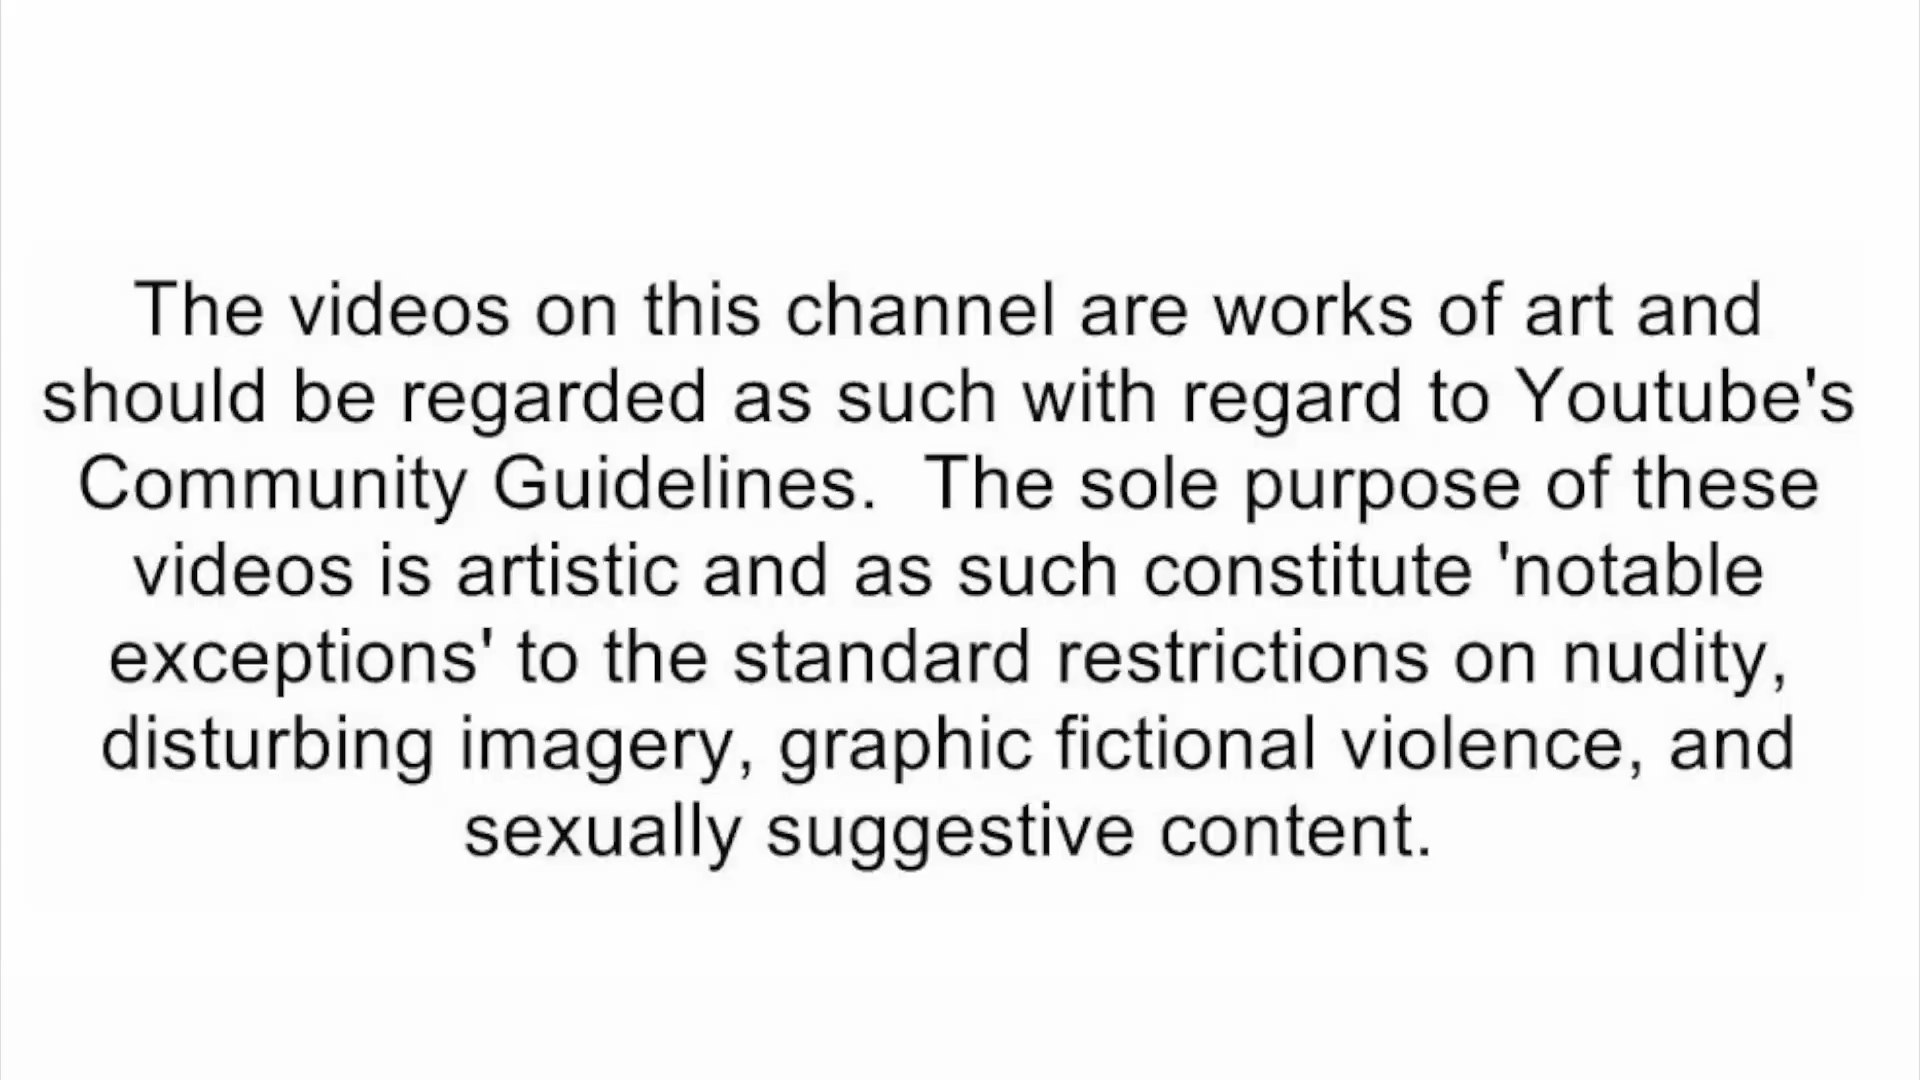 The videos on this channel are works of art and
should be regarded as such with regard to Youtube's
Community Guidelines.  The sole purpose of these
videos is artistic and as such constitute 'notable
exceptions' to the standard restrictions on nudity,
disturbing imagery, graphic fictional violence, and
sexually suggestive content.